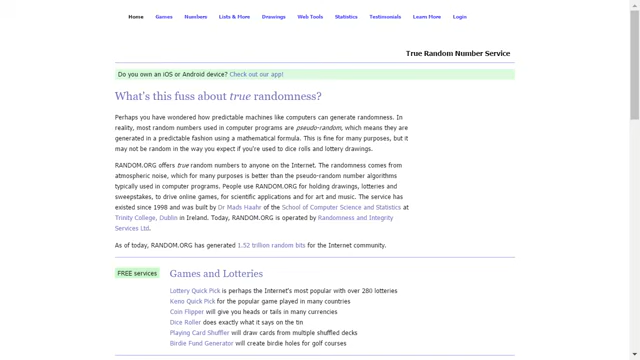 Home Games Numbers Lists & More Drawings Web Tools Statistics Testimonials Learn More Login
True Random Number Service
Do you own an iOS or Android device? Check out our app!
What's this fuss about true randomness?
Perhaps you have wondered how predictable machines like computers can generate randomness. In
reality, most random numbers used in computer programs are pseudo-random, which means they are
generated in a predictable fashion using a mathematical formula. This is fine for many purposes, but it
may not be random in the way you expect if you're used to dice rolls and lottery drawings.
RANDOM.ORG offers true random numbers to anyone on the Internet. The randomness comes from
atmospheric noise, which for many purposes is better than the pseudo-random number algorithms
typically used in computer programs. People use RANDOM.ORG for holding drawings, lotteries and
sweepstakes, to drive online games, for scientific applications and for art and music. The service has
existed since 1998 and was built by Dr Mads Haahr of the School of Computer Science and Statistics at
Trinity College, Dublin in Ireland. Today, RANDOM.ORG is operated by Randomness and Integrity
Services Ltd.
As of today, RANDOM.ORG has generated 1.52 trillion random bits for the Internet community.
FREE services
Games and Lotteries
Lottery Quick Pick is perhaps the Internet's most popular with over 280 lotteries
Keno Quick Pick for the popular game played in many countries
Coin Flipper will give you heads or tails in many currencies
Dice Roller does exactly what it says on the tin
Playing Card Shuffler will draw cards from multiple shuffled decks
Birdie Fund Generator will create birdie holes for golf courses